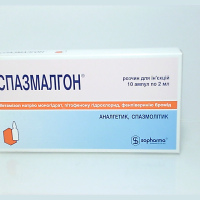 СПАЗМАЛГОН®
розчин для ін'єкцій
10 ампул по 2 мл
Метамізол натрію моногідрат, пітофенону гідрохлорид, фенпіверинію бромід
АНАЛГЕТИК, СПАЗМОЛІТИК
sopharma